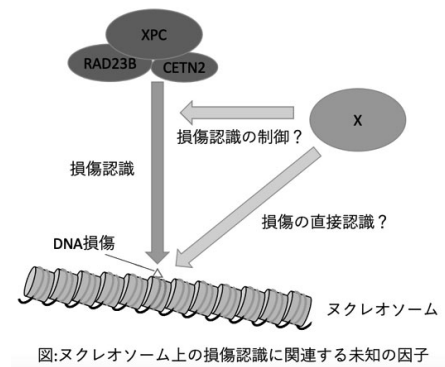 XPC
RAD23B
CETN2
X
損傷認識の制御？
損傷認識
損傷の直接認識？
DNA損傷
ヌクレオソーム
図:ヌクレオソーム上の損傷認識に関連する未知の因子